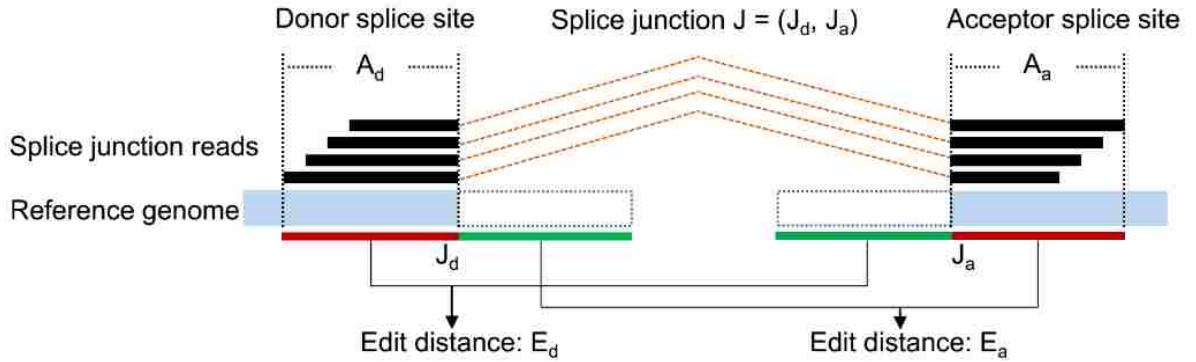 Donor splice site
Splice junction J = (Jd, Ja)
Acceptor splice site
Ad
Aa
Splice junction reads
Reference genome
Jd
Ja
Edit distance: Ed
Edit distance: Ea